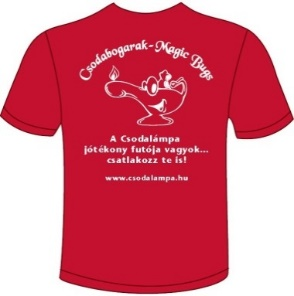 Csodabogarak-Magic Bugs
A Csodalámpa
jótékony futója vagyok...
csatlakozz te is!
www.csodalampa.hu